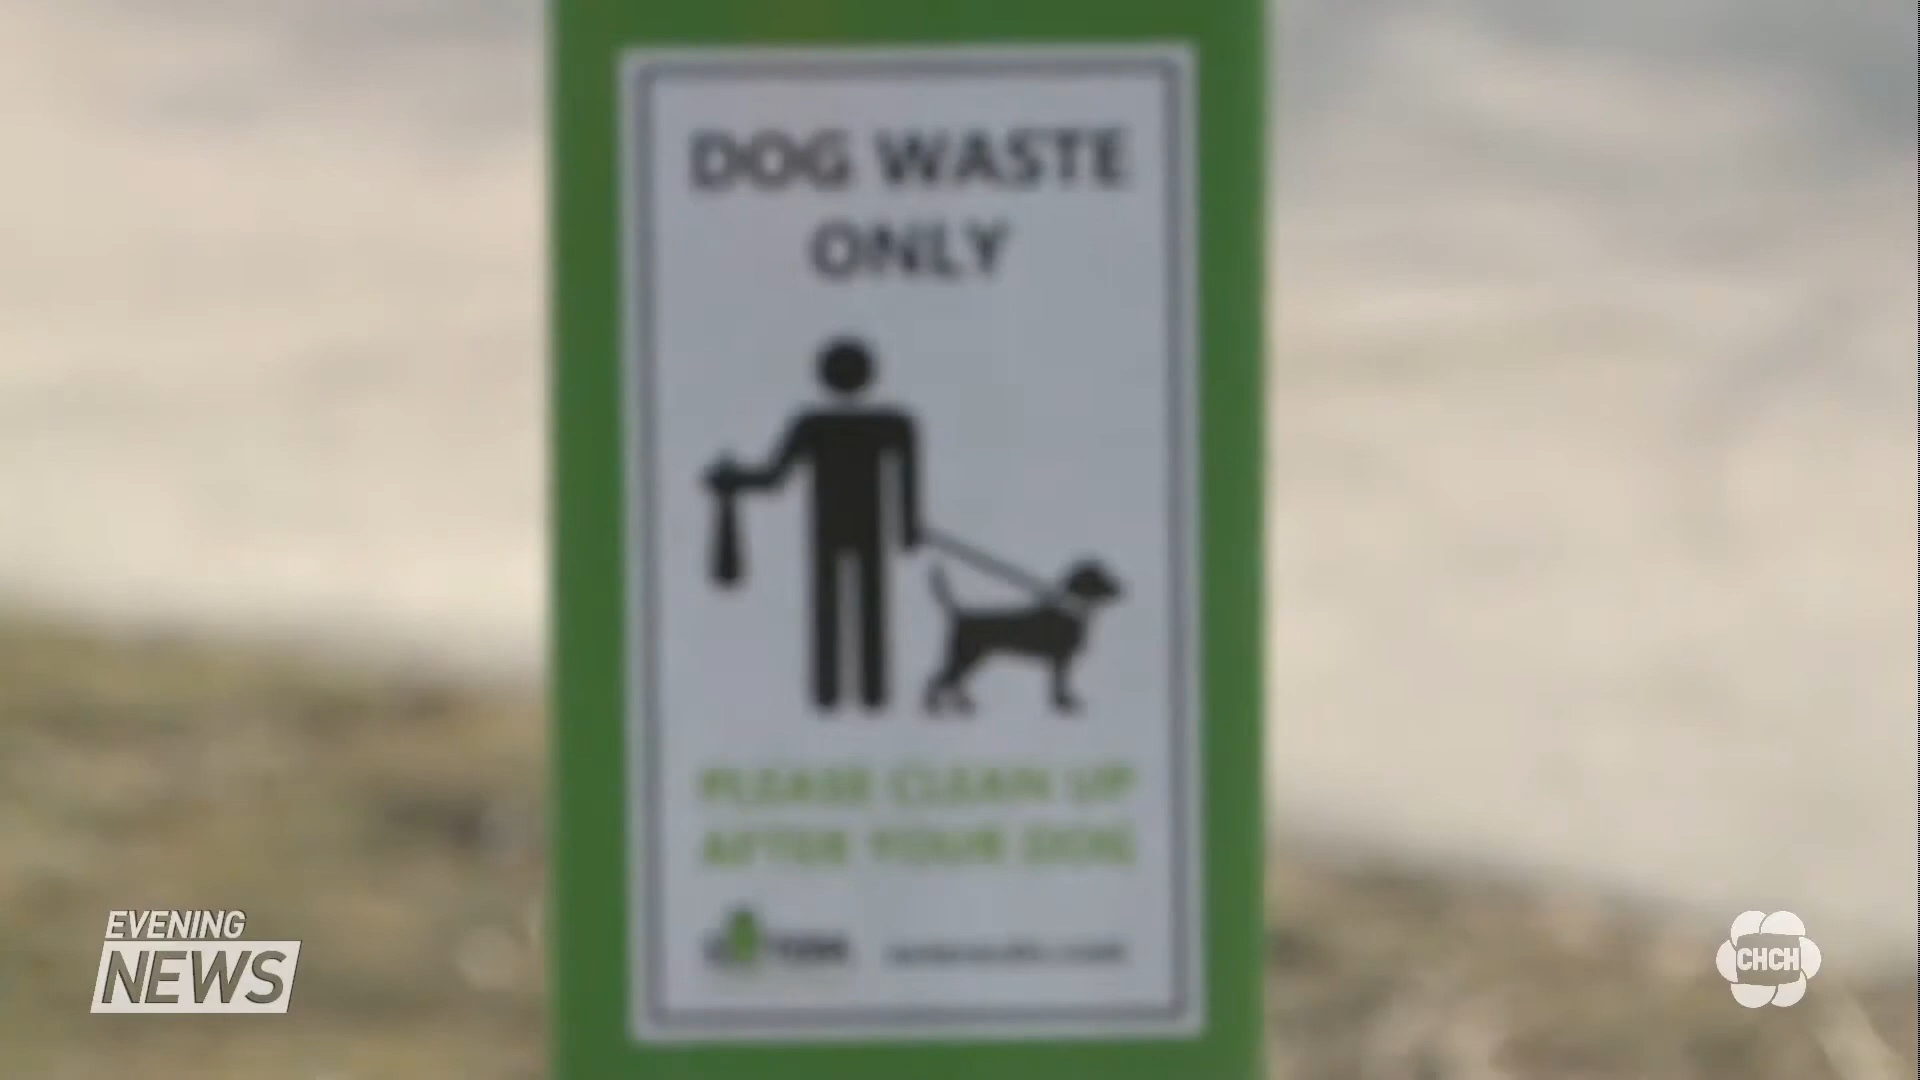 DOG WASTE
ONLY
PLEASE CLEAN UP
AFTER YOUR DOG
EVENING
NEWS
CHCH